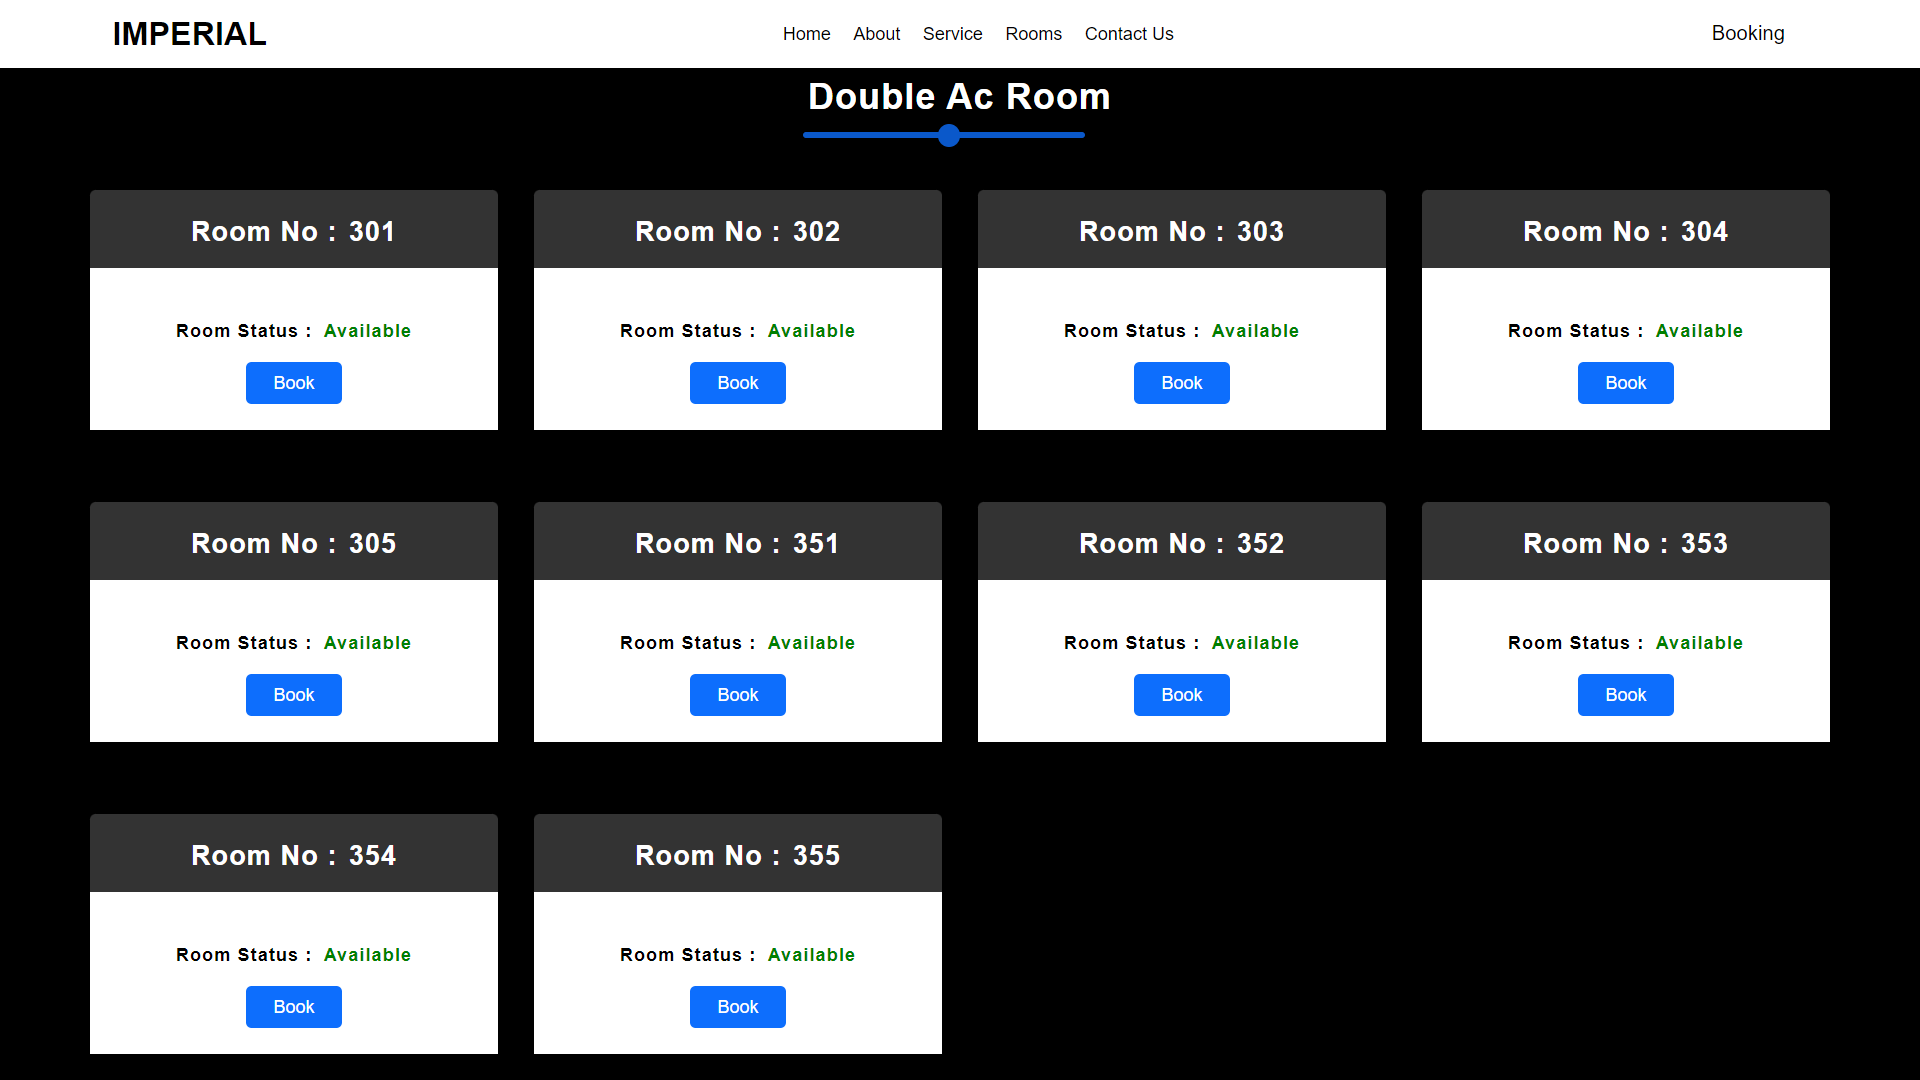 IMPERIAL
Home About Service Rooms Contact Us
Booking
Double Ac Room
Room No : 301
Room Status : Available
Book
Room No : 302
Room Status : Available
Book
Room No : 303
Room Status : Available
Book
Room No : 304
Room Status : Available
Book
Room No : 305
Room Status : Available
Book
Room No : 351
Room Status : Available
Book
Room No : 352
Room Status : Available
Book
Room No : 353
Room Status : Available
Book
Room No : 354
Room Status : Available
Book
Room No : 355
Room Status : Available
Book